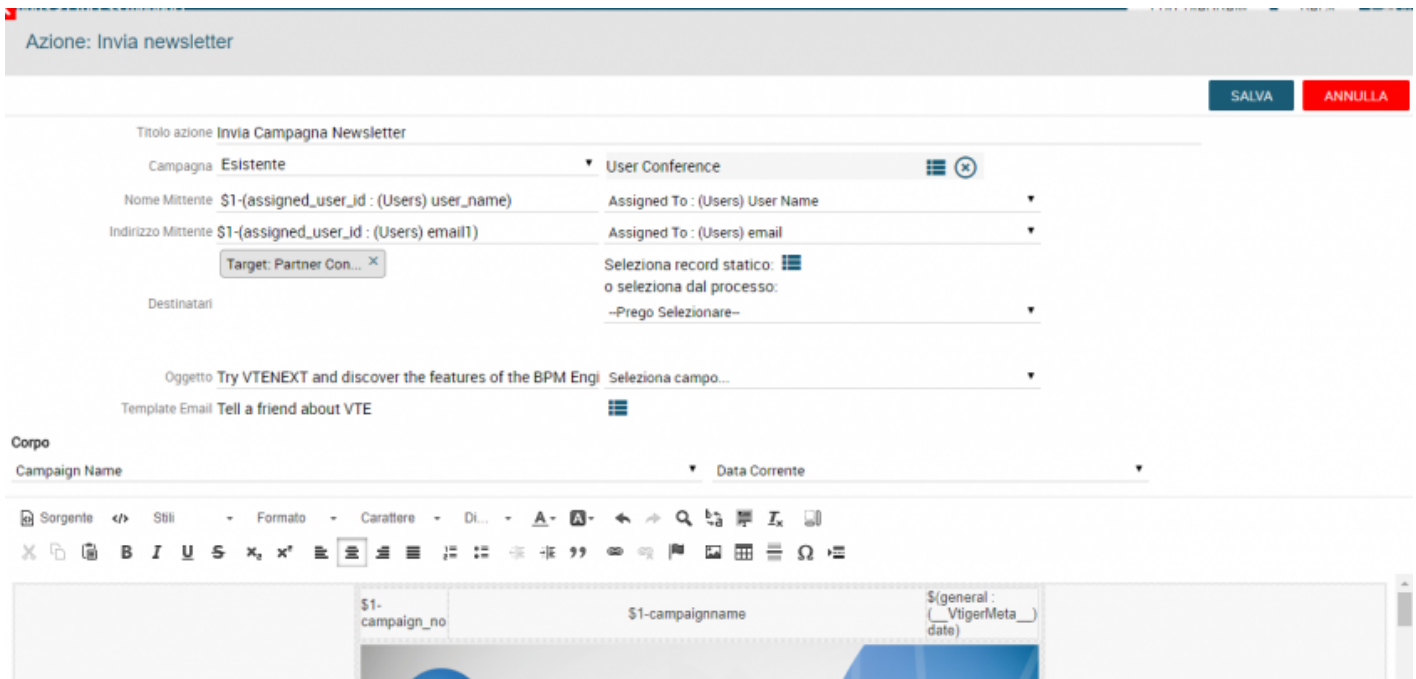 Azione: Invia newsletter
SALVA ANNULLA
Titolo azione Invia Campagna Newsletter
Campagna Esistente User Conference
Nome Mittente $1-(assigned_user_id : (Users) user_name) Assigned To : (Users) User Name
Indirizzo Mittente $1-(assigned_user_id : (Users) email1) Assigned To : (Users) email
Target: Partner Con... × Seleziona record statico:
o seleziona dal processo:
Destinatari --Prego Selezionare--
Oggetto Try VTENEXT and discover the features of the BPM Engi Seleziona campo...
Template Email Tell a friend about VTE
Corpo
Campaign Name Data Corrente
Sorgente Stili Formato Carattere Di...
$1-campaign_no $1-campaignname $(general : (__VtigerMeta__) date)